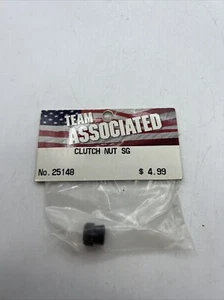 TEAM
ASSOCIATED
CLUTCH NUT SG
No. 25148 $ 4.99